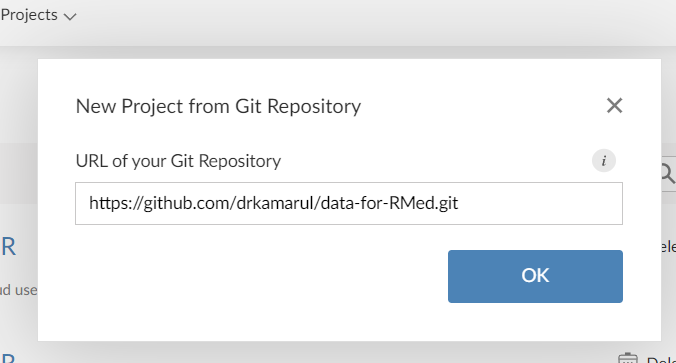 Projects
New Project from Git Repository
URL of your Git Repository
i
https://github.com/drkamarul/data-for-RMed.git
R
ele
ud use
OK
R
Dele